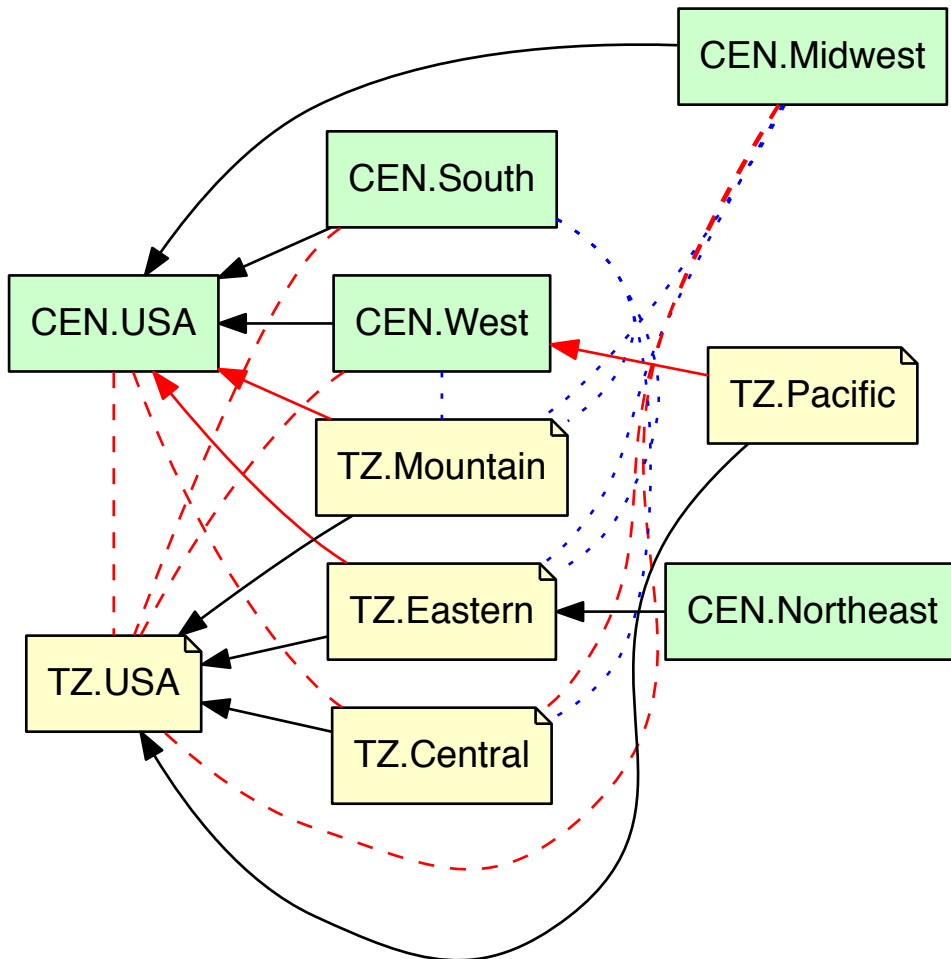 CEN.Midwest
CEN.South
CEN.USA
CEN.West
TZ.Pacific
TZ.Mountain
TZ.Eastern
CEN.Northeast
TZ.USA
TZ.Central